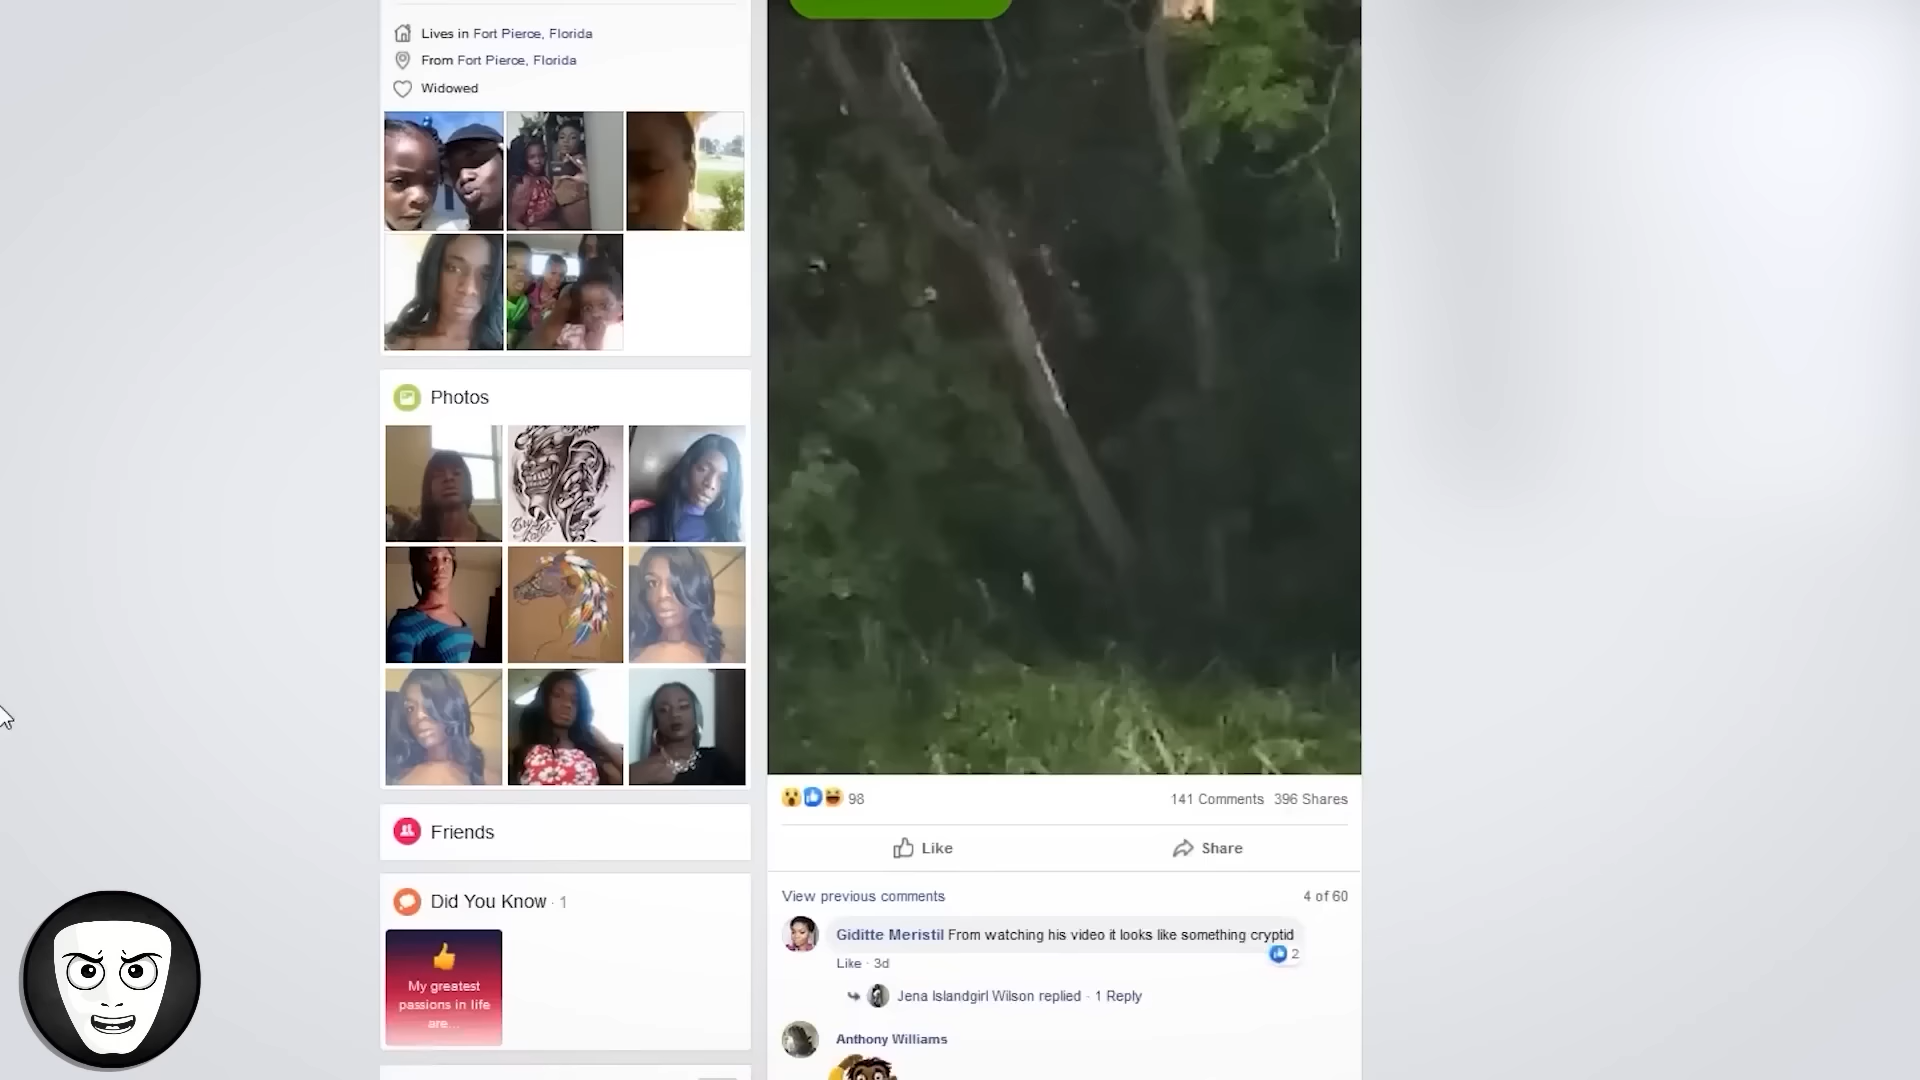 Lives in Fort Pierce, Florida
From Fort Pierce, Florida
Widowed
Photos
Friends
Did You Know · 1
My greatest
passions in life
are...
98
141 Comments 396 Shares
Like
Share
View previous comments
4 of 60
Giditte Meristil From watching his video it looks like something cryptid
2
Like · 3d
Jena Islandgirl Wilson replied · 1 Reply
Anthony Williams